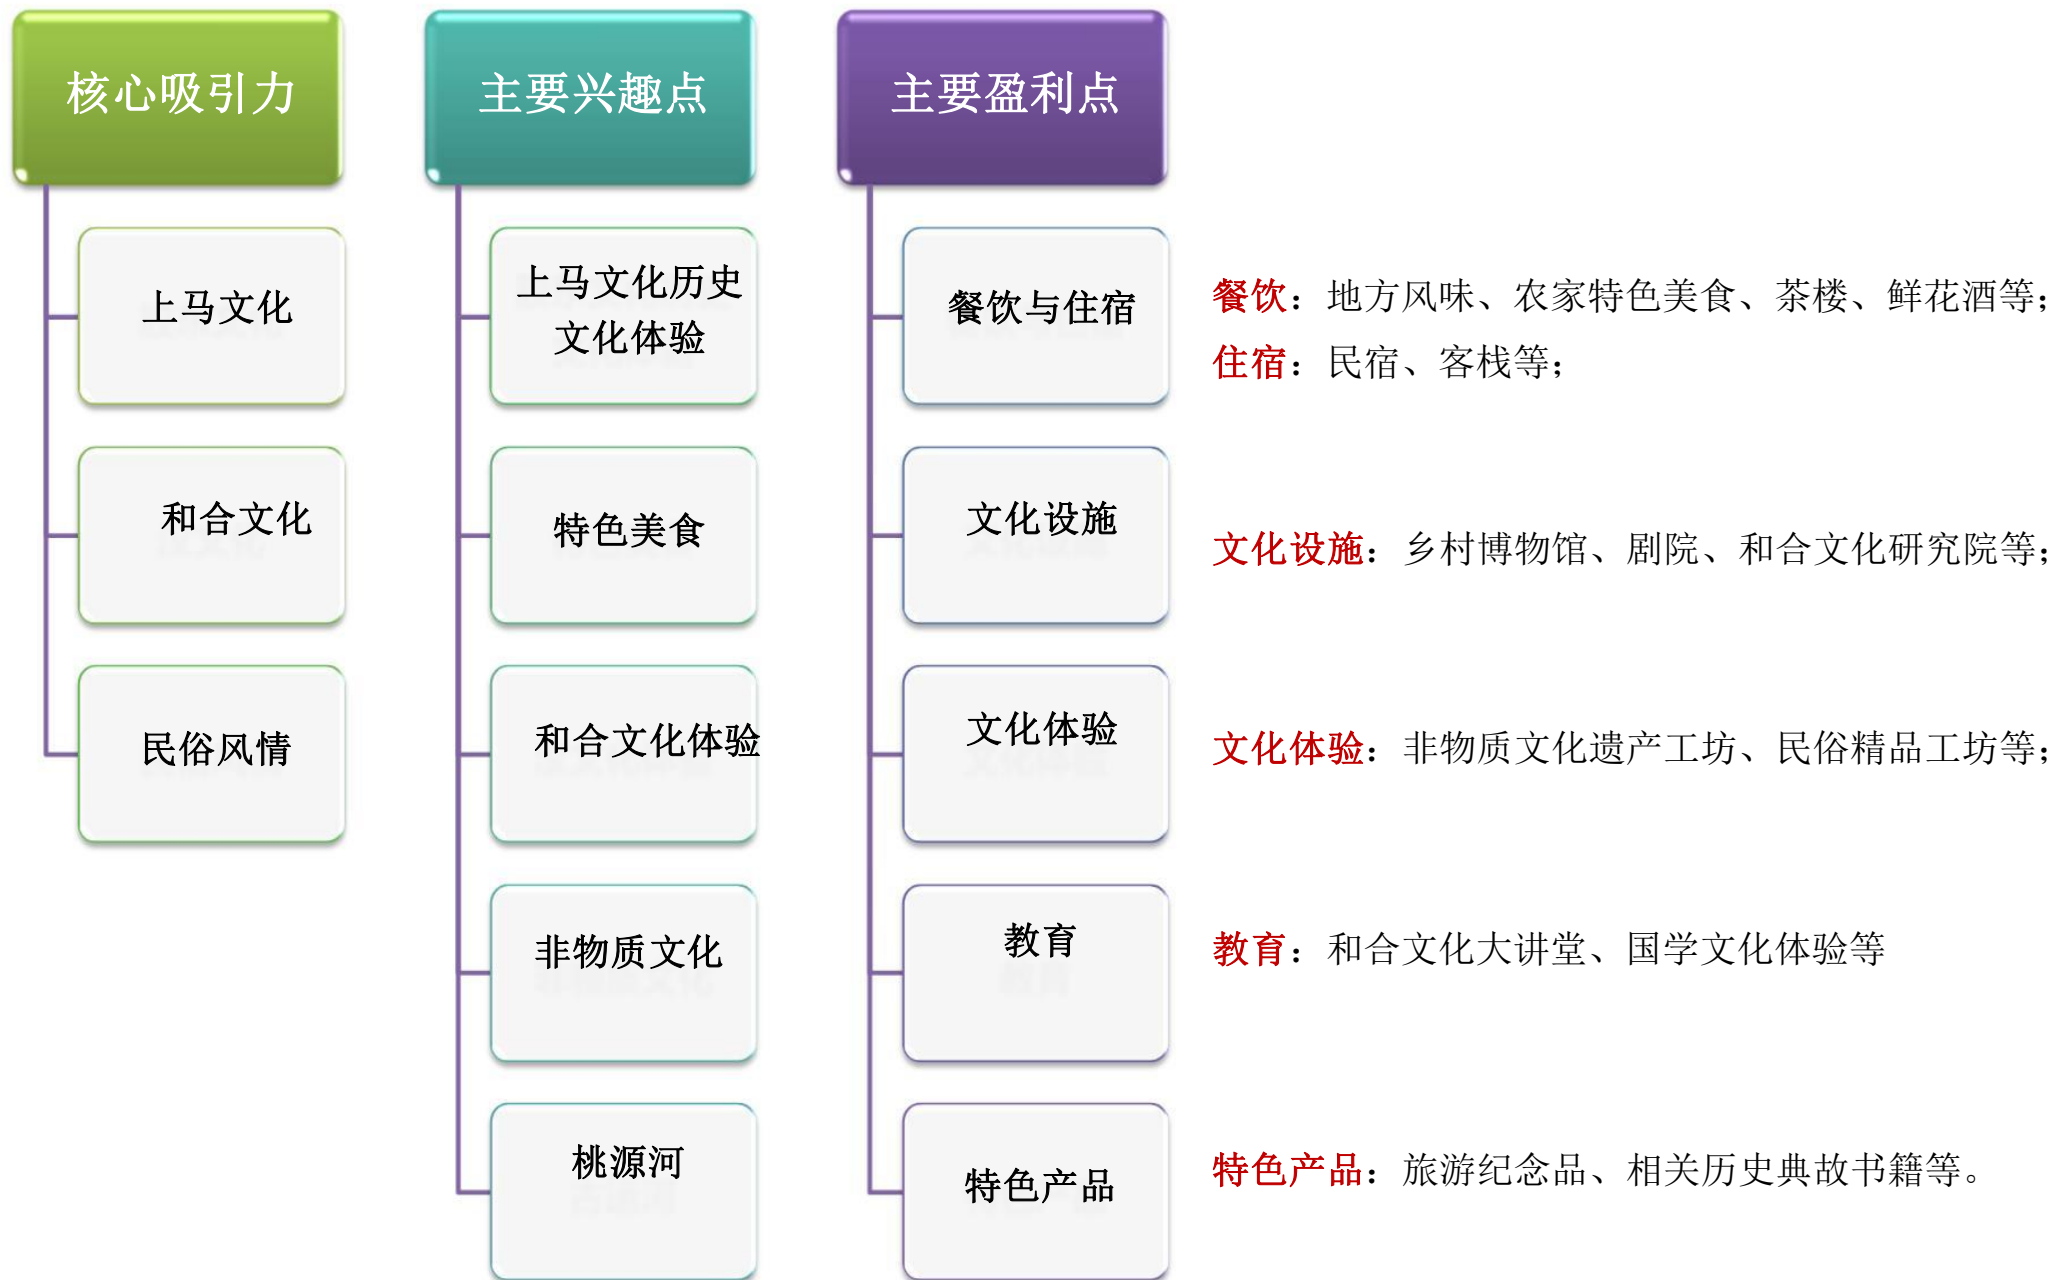 核心吸引力
上马文化
和合文化
民俗风情
主要兴趣点
上马文化历史
文化体验
特色美食
和合文化体验
非物质文化
桃源河
主要盈利点
餐饮与住宿
文化设施
文化体验
教育
特色产品
餐饮：地方风味、农家特色美食、茶楼、鲜花酒等；
住宿：民宿、客栈等；
文化设施：乡村博物馆、剧院、和合文化研究院等；
文化体验：非物质文化遗产工坊、民俗精品工坊等；
教育：和合文化大讲堂、国学文化体验等
特色产品：旅游纪念品、相关历史典故书籍等。